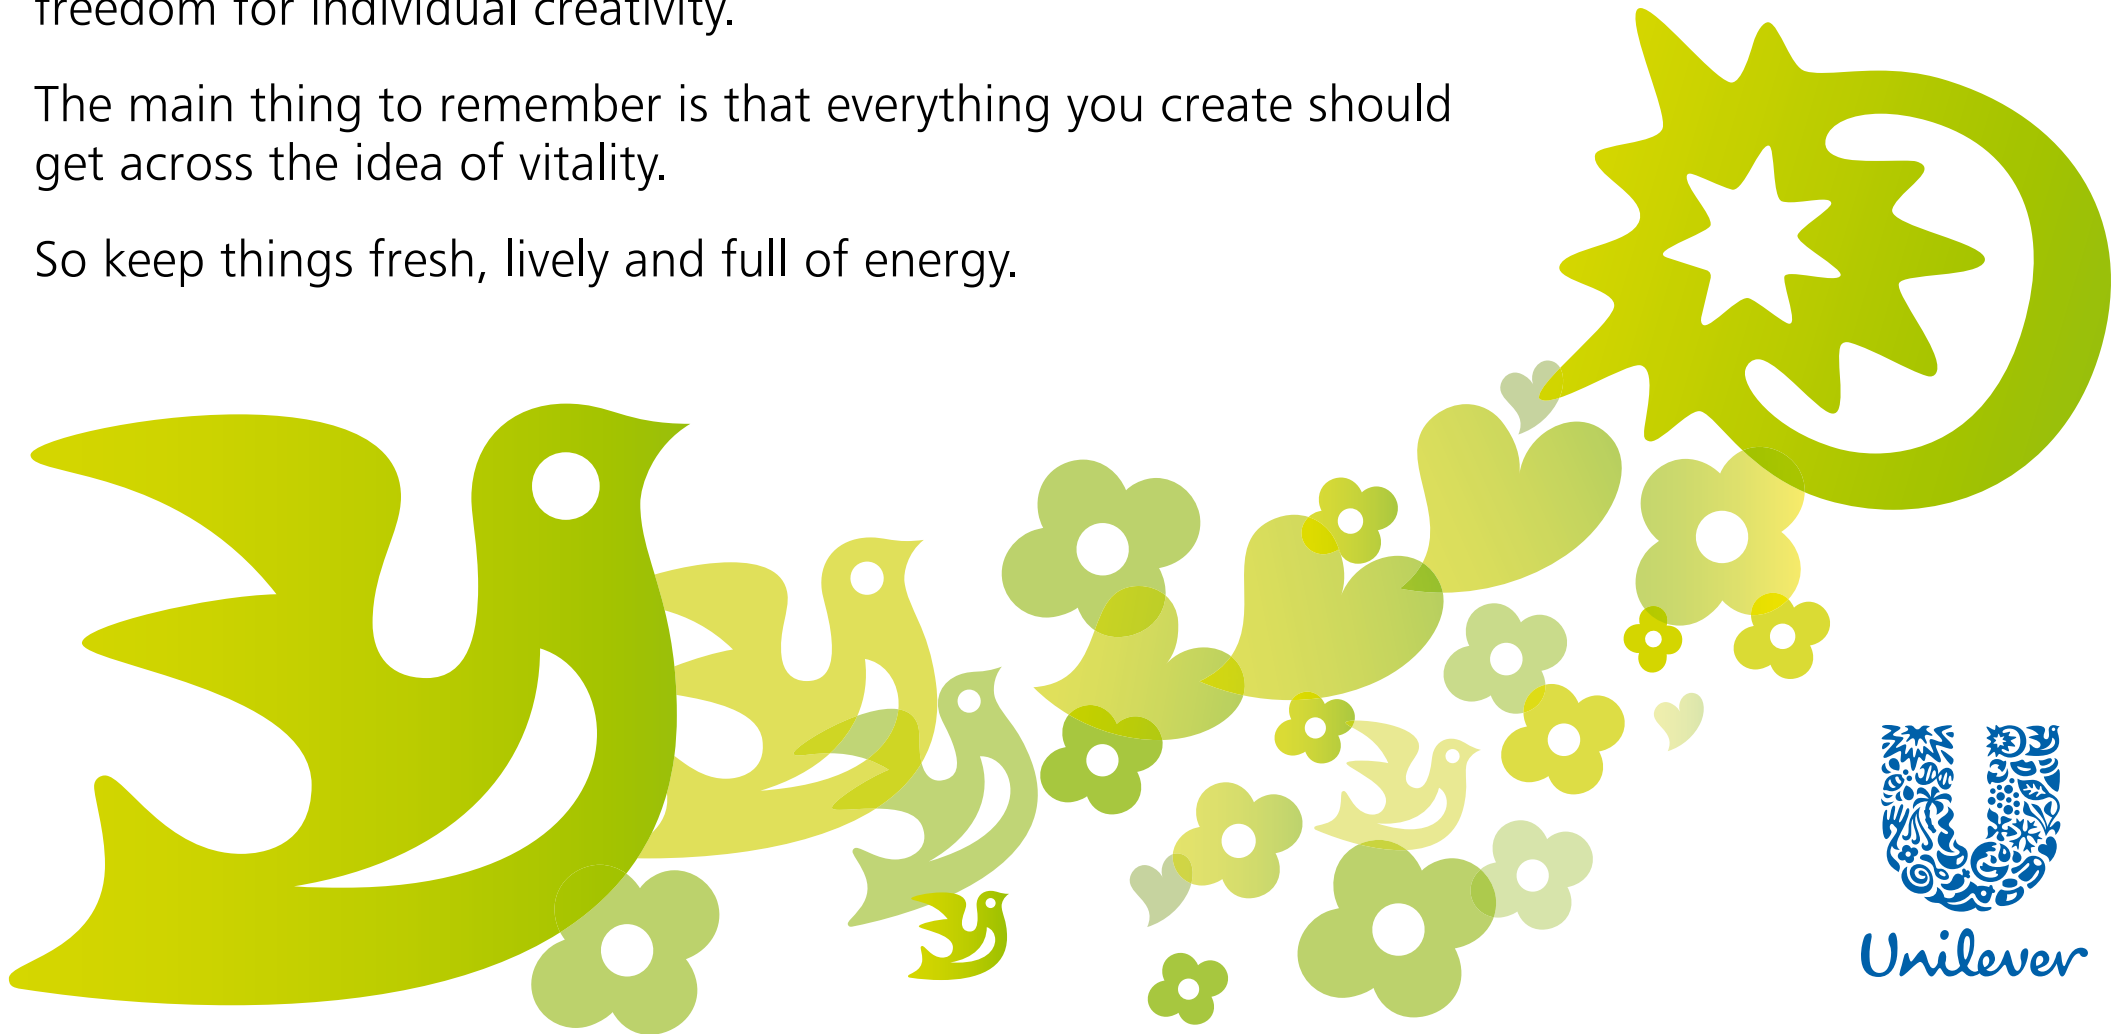 freedom for individual creativity.
The main thing to remember is that everything you create should
get across the idea of vitality.
So keep things fresh, lively and full of energy.
Unilever